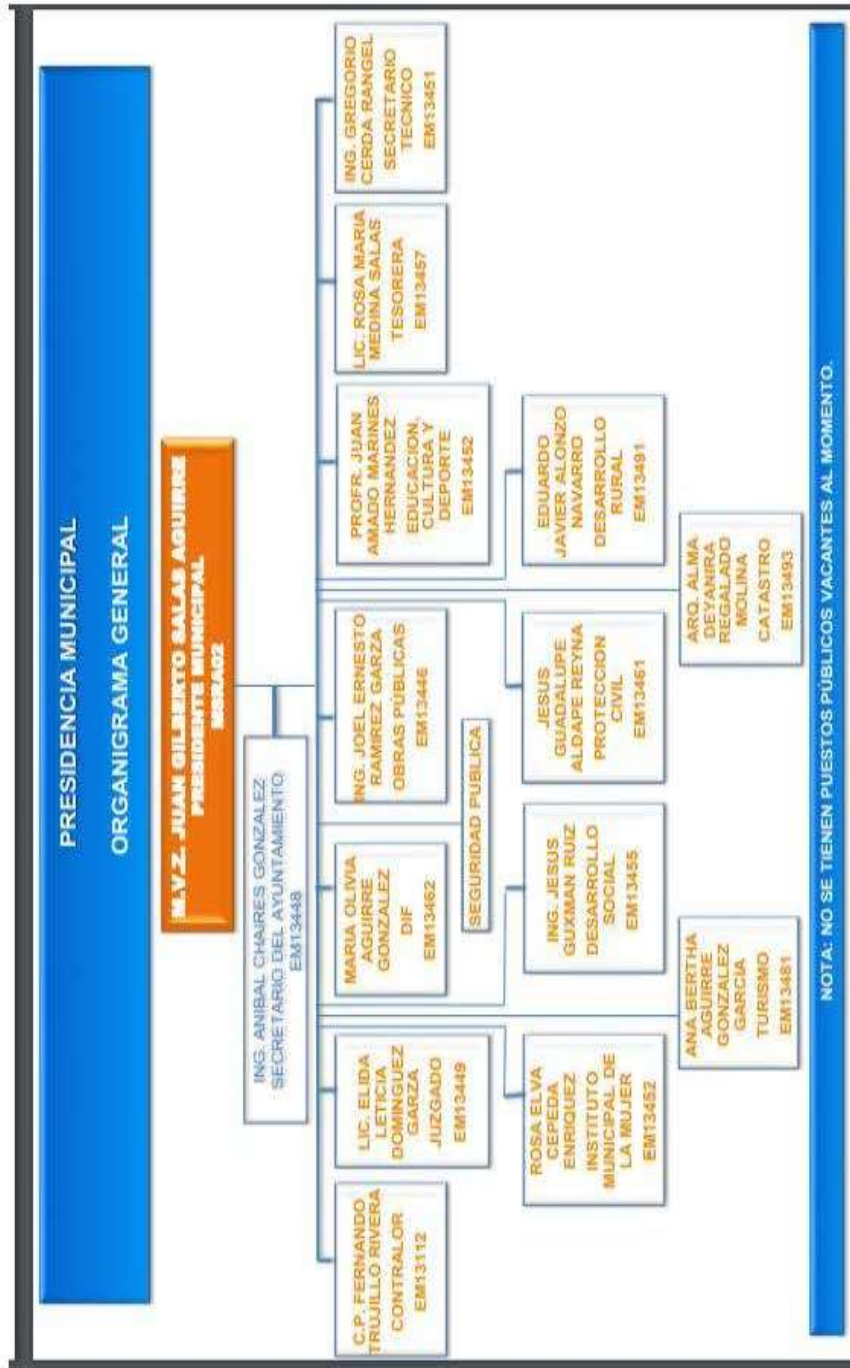 PRESIDENCIA MUNICIPAL
ORGANIGRAMA GENERAL
M.V.Z. JUAN GILBERTO SALAS AGUIRRE
PRESIDENTE MUNICIPAL
ING. ANIBAL CHAIRES GONZALEZ
SECRETARIO DEL AYUNTAMIENTO
EM13448
C.P. FERNANDO
TRUJILLO RIVERA
CONTRALOR
EM13112
LIC. ELIDA
LETICIA
DOMINGUEZ
GARZA
JUZGADO
EM13449
MARIA OLIVIA
AGUIRRE
GONZALEZ
DIF
EM13462
ING. JOEL ERNESTO
RAMIREZ GARZA
OBRAS PÚBLICAS
EM13446
PROFR. JUAN
AMADO MARINES
HERNANDEZ
EDUCACION,
CULTURA Y
DEPORTE
EM13452
LIC. ROSA MARIA
MEDINA SALAS
TESORERA
EM13457
ING. GREGORIO
CERDA RANGEL
SECRETARIO
TECNICO
EM13451
SEGURIDAD PUBLICA
ROSA ELVA
CEPEDA
ENRIQUEZ
INSTITUTO
MUNICIPAL DE
LA MUJER
EM13452
ING. JESUS
GUXMAN RUIZ
DESARROLLO
SOCIAL
EM13455
JESUS
GUADALUPE
ALDAPE REYNA
PROTECCION
CIVIL
EM13461
EDUARDO
JAVIER ALONZO
NAVARRO
DESARROLLO
RURAL
EM13491
ANA BERTHA
AGUIRRE
GONZALEZ
GARCÍA
TURISMO
EM13481
ARQ. ALMA
DEYANIRA
REGALADO
MOLINA
CATASTRO
EM13493
NOTA: NO SE TIENEN PUESTOS PÚBLICOS VACANTES AL MOMENTO.